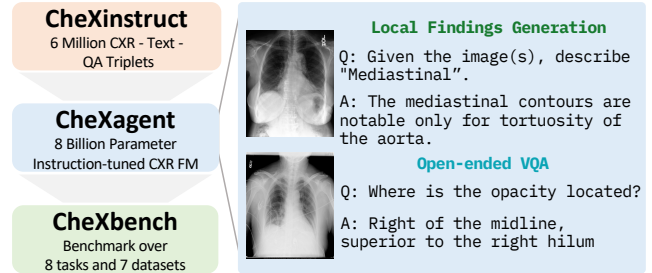 CheXinstruct
6 Million CXR - Text -
QA Triplets
CheXagent
8 Billion Parameter
Instruction-tuned CXR FM
CheXbench
Benchmark over
8 tasks and 7 datasets
Local Findings Generation
Q: Given the image(s), describe
"Mediastinal”.
A: The mediastinal contours are
notable only for tortuosity of
the aorta.
Open-ended VQA
Q: Where is the opacity located?
A: Right of the midline,
superior to the right hilum